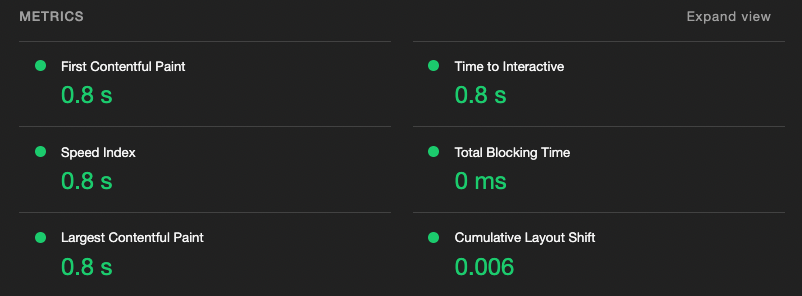 METRICS
Expand view
First Contentful Paint
0.8 s
Time to Interactive
0.8 s
Speed Index
0.8 s
Total Blocking Time
0 ms
Largest Contentful Paint
0.8 s
Cumulative Layout Shift
0.006